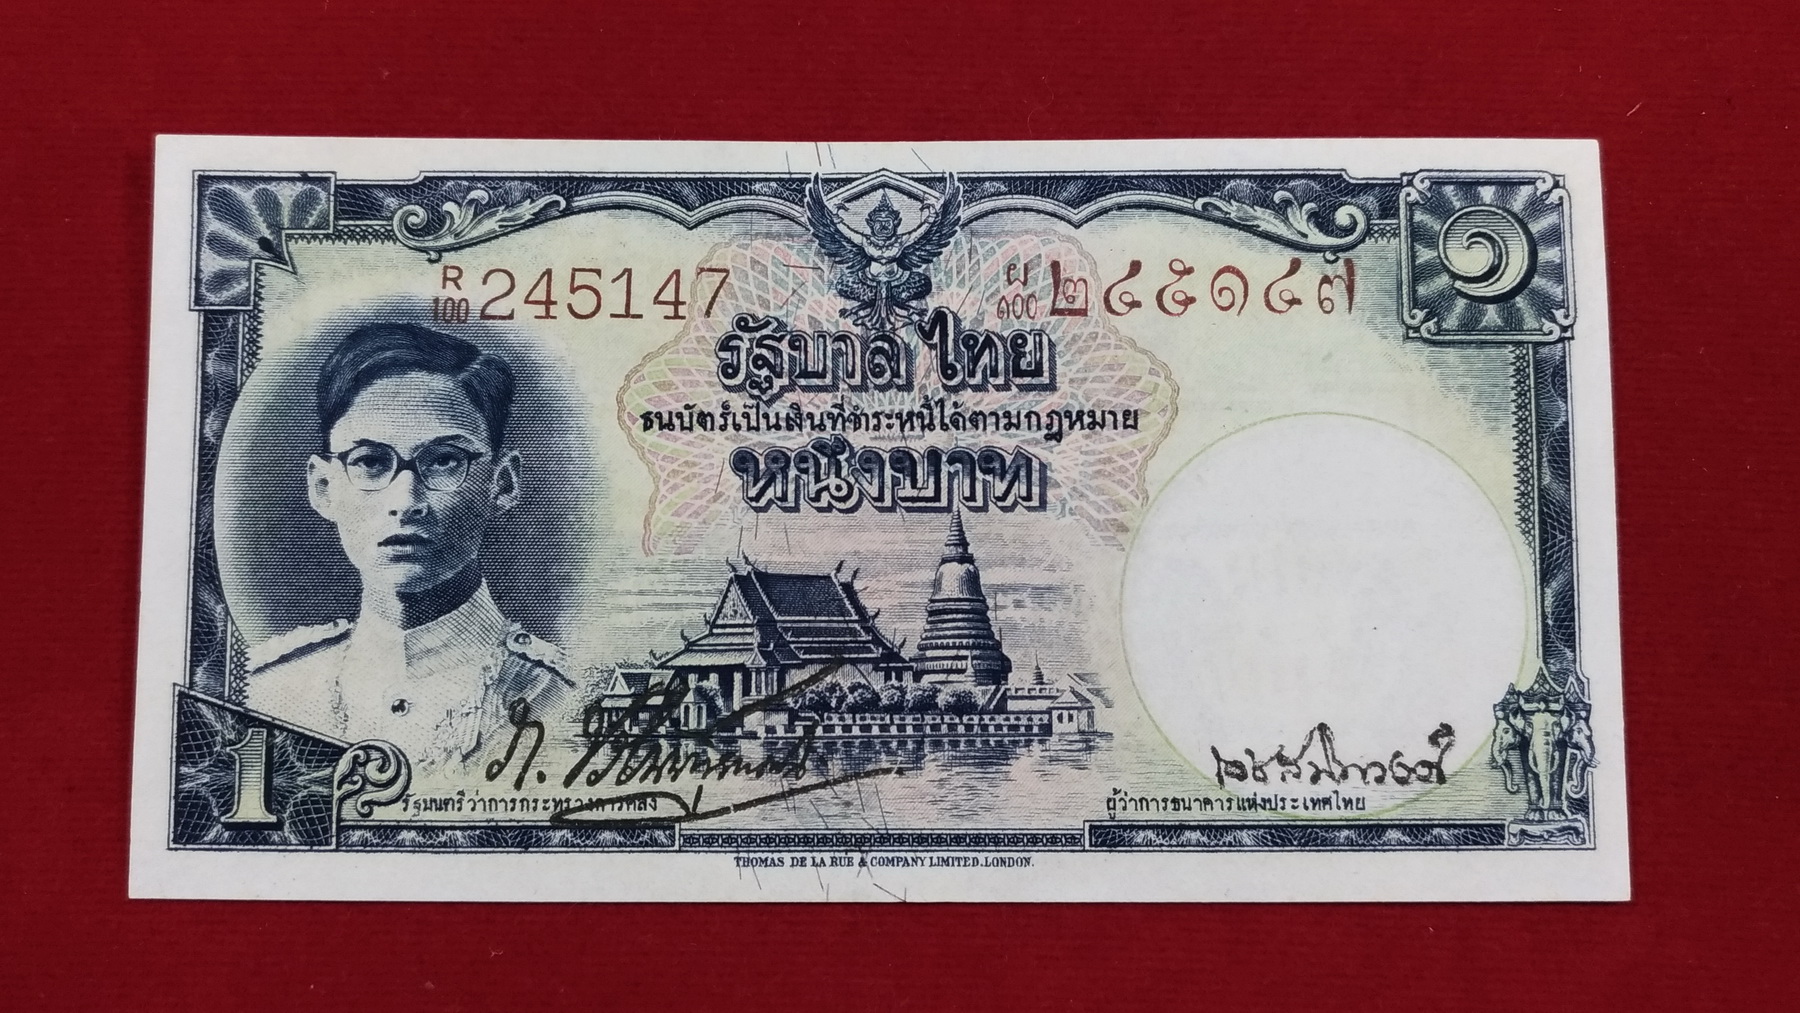 R/100 245147
ผ/๑๐๐ ๒๔๕๑๔๗
๑
รัฐบาลไทย
ธนบัตร์เป็นเงินที่ชำระหนี้ได้ตามกฎหมาย
หนึ่งบาท
1
รัฐมนตรีว่าการกระทรวงการคลัง
ผู้ว่าการธนาคารแห่งประเทศไทย
THOMAS DE LA RUE & COMPANY LIMITED. LONDON.